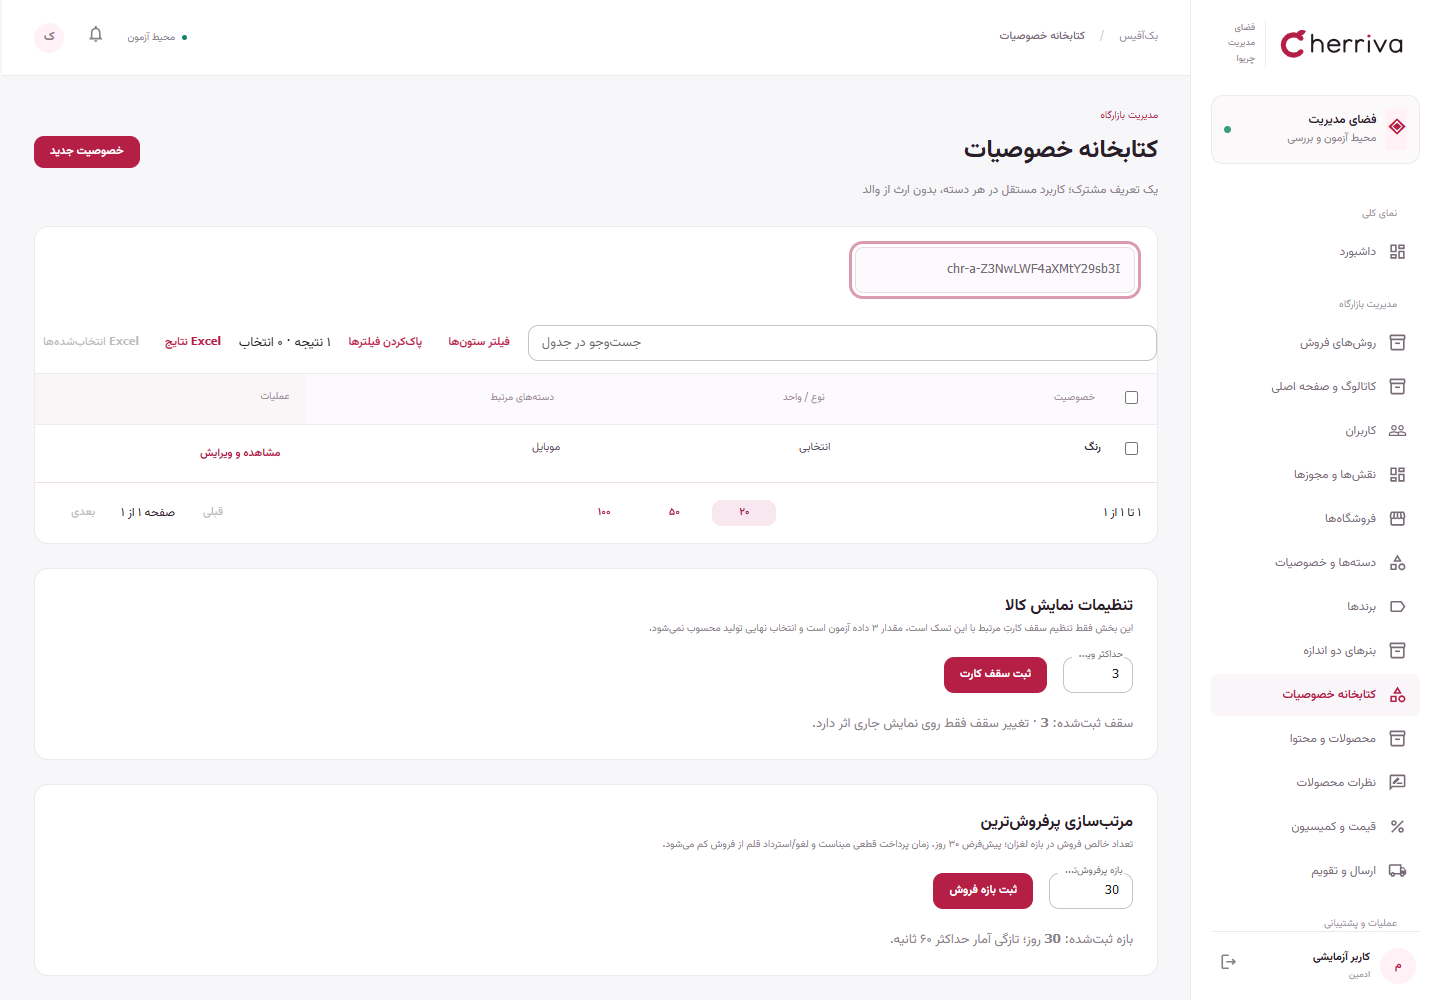 herriva
فضای
مدیریت
چریوا
فضای مدیریت
محیط آزمون و بررسی
نمای کلی
داشبورد
مدیریت بازارگاه
روش‌های فروش
کاتالوگ و صفحه اصلی
کاربران
نقش‌ها و مجوزها
فروشگاه‌ها
دسته‌ها و خصوصیات
برندها
بنرهای دو اندازه
کتابخانه خصوصیات
محصولات و محتوا
نظرات محصولات
قیمت و کمیسیون
ارسال و تقویم
عملیات و پشتیبانی
م
کاربر آزمایشی
ادمین
بک‌آفیس / کتابخانه خصوصیات
محیط آزمون
ک
مدیریت بازارگاه
کتابخانه خصوصیات
یک تعریف مشترک؛ کاربرد مستقل در هر دسته، بدون ارث از والد
خصوصیت جدید
chr-a-Z3NwLWF4aXMtY29sb3I
جست‌وجو در جدول
فیلتر ستون‌ها
پاک‌کردن فیلترها
۱ نتیجه · ۰ انتخاب
Excel نتایج
Excel انتخاب‌شده‌ها
خصوصیت
نوع / واحد
دسته‌های مرتبط
عملیات
رنگ
انتخابی
موبایل
مشاهده و ویرایش
۱ تا ۱ از ۱
۲۰
۵۰
۱۰۰
قبلی
صفحه ۱ از ۱
بعدی
تنظیمات نمایش کالا
این بخش فقط تنظیم سقف کارتِ مرتبط با این تسک است. مقدار ۳ داده آزمون است و انتخاب نهایی تولید محسوب نمی‌شود.
حداکثر وی...
3
ثبت سقف کارت
سقف ثبت‌شده: 3 · تغییر سقف فقط روی نمایش جاری اثر دارد.
مرتب‌سازی پرفروش‌ترین
تعداد خالص فروش در بازه لغزان؛ پیش‌فرض ۳۰ روز. زمان پرداخت قطعی مبناست و لغو/استرداد قلم از فروش کم می‌شود.
بازه پرفروش‌تر...
30
ثبت بازه فروش
بازه ثبت‌شده: 30 روز؛ تازگی آمار حداکثر ۶۰ ثانیه.